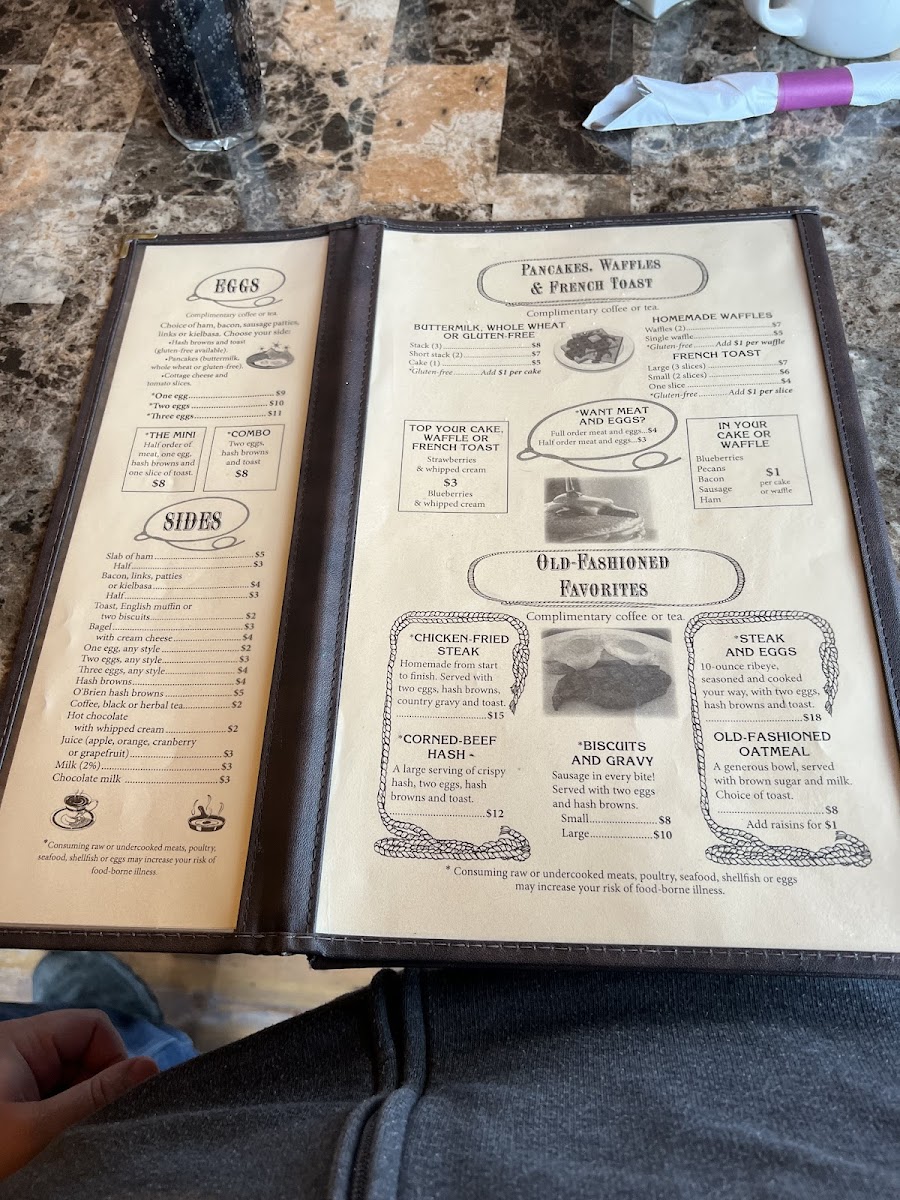 EGGS
Complimentary coffee or tea.
Choice of ham, bacon, sausage patties,
links or kielbasa. Choose your side:
•Hash browns and toast
(gluten-free available).
•Pancakes (buttermilk,
whole wheat or gluten-free).
•Cottage cheese and
tomato slices.
*One egg....................$9
*Two eggs....................$10
*Three eggs....................$11
*THE MINI
Half order of
meat, one egg,
hash browns and
one slice of toast.
$8
*COMBO
Two eggs,
hash browns
and toast
$8
SIDES
Slab of ham....................$5
Half....................$3
Bacon, links, patties
or kielbasa....................$4
Half....................$3
Toast, English muffin or
two biscuits....................$2
Bagel....................$3
with cream cheese....................$4
One egg, any style....................$2
Two eggs, any style....................$3
Three eggs, any style....................$4
Hash browns....................$4
O'Brien hash browns....................$5
Coffee, black or herbal tea....................$2
Hot chocolate
with whipped cream....................$2
Juice (apple, orange, cranberry
or grapefruit)....................$3
Milk (2%)....................$3
Chocolate milk....................$3
*Consuming raw or undercooked meats, poultry,
seafood, shellfish or eggs may increase your risk of
food-borne illness.
PANCAKES, WAFFLES
& FRENCH TOAST
Complimentary coffee or tea.
BUTTERMILK, WHOLE WHEAT
OR GLUTEN-FREE
Stack (3)....................$8
Short stack (2)....................$7
Cake (1)....................$5
*Gluten-free..........Add $1 per cake
HOMEMADE WAFFLES
Waffles (2)....................$7
Single waffle....................$5
*Gluten-free..........Add $1 per waffle
FRENCH TOAST
Large (3 slices)....................$7
Small (2 slices)....................$6
One slice....................$4
*Gluten-free..........Add $1 per slice
TOP YOUR CAKE,
WAFFLE OR
FRENCH TOAST
Strawberries
& whipped cream
$3
Blueberries
& whipped cream
*WANT MEAT
AND EGGS?
Full order meat and eggs...$4
Half order meat and eggs...$3
IN YOUR
CAKE OR
WAFFLE
Blueberries
Pecans
Bacon
Sausage
Ham
$1
per cake
or waffle
OLD-FASHIONED
FAVORITES
Complimentary coffee or tea.
*CHICKEN-FRIED
STEAK
Homemade from start
to finish. Served with
two eggs, hash browns,
country gravy and toast.
....................$15
*CORNED-BEEF
HASH
A large serving of crispy
hash, two eggs, hash
browns and toast.
....................$12
*BISCUITS
AND GRAVY
Sausage in every bite!
Served with two eggs
and hash browns.
Small....................$8
Large....................$10
*STEAK
AND EGGS
10-ounce ribeye,
seasoned and cooked
your way, with two eggs,
hash browns and toast.
....................$18
OLD-FASHIONED
OATMEAL
A generous bowl, served
with brown sugar and milk.
Choice of toast.
....................$8
Add raisins for $1
* Consuming raw or undercooked meats, poultry, seafood, shellfish or eggs
may increase your risk of food-borne illness.